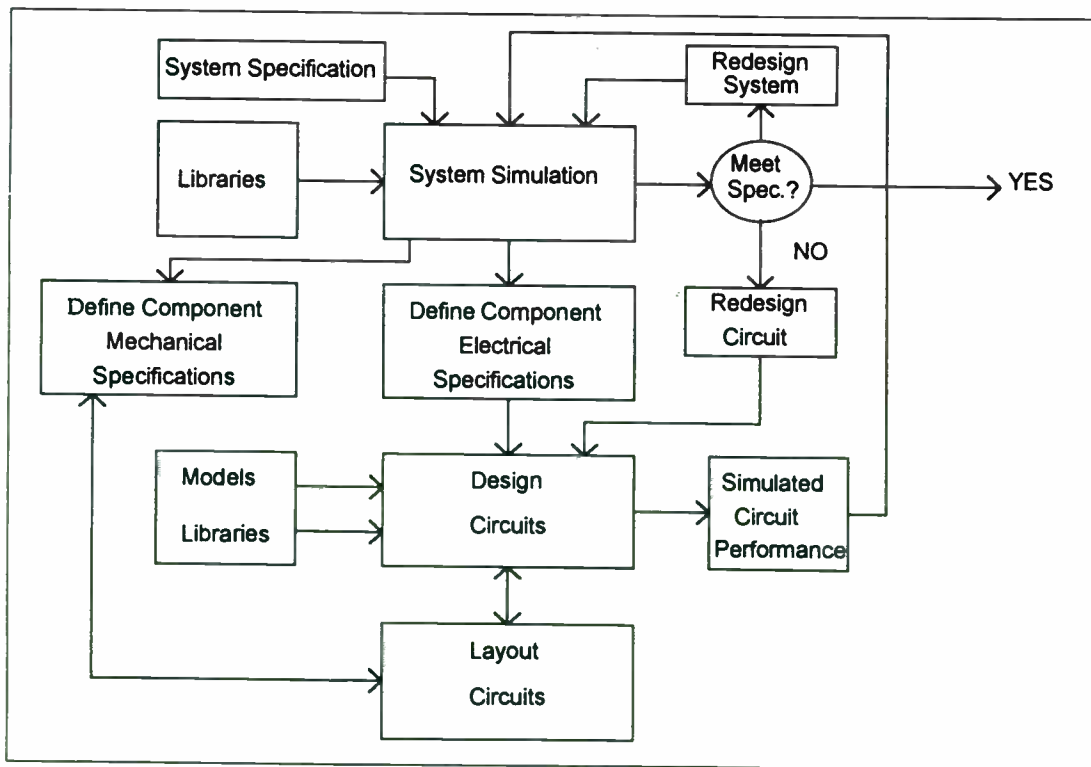 System Specification
Redesign
System
Libraries
System Simulation
Meet
Spec.?
YES
NO
Define Component
Mechanical
Specifications
Define Component
Electrical
Specifications
Redesign
Circuit
Models
Libraries
Design
Circuits
Simulated
Circuit
Performance
Layout
Circuits